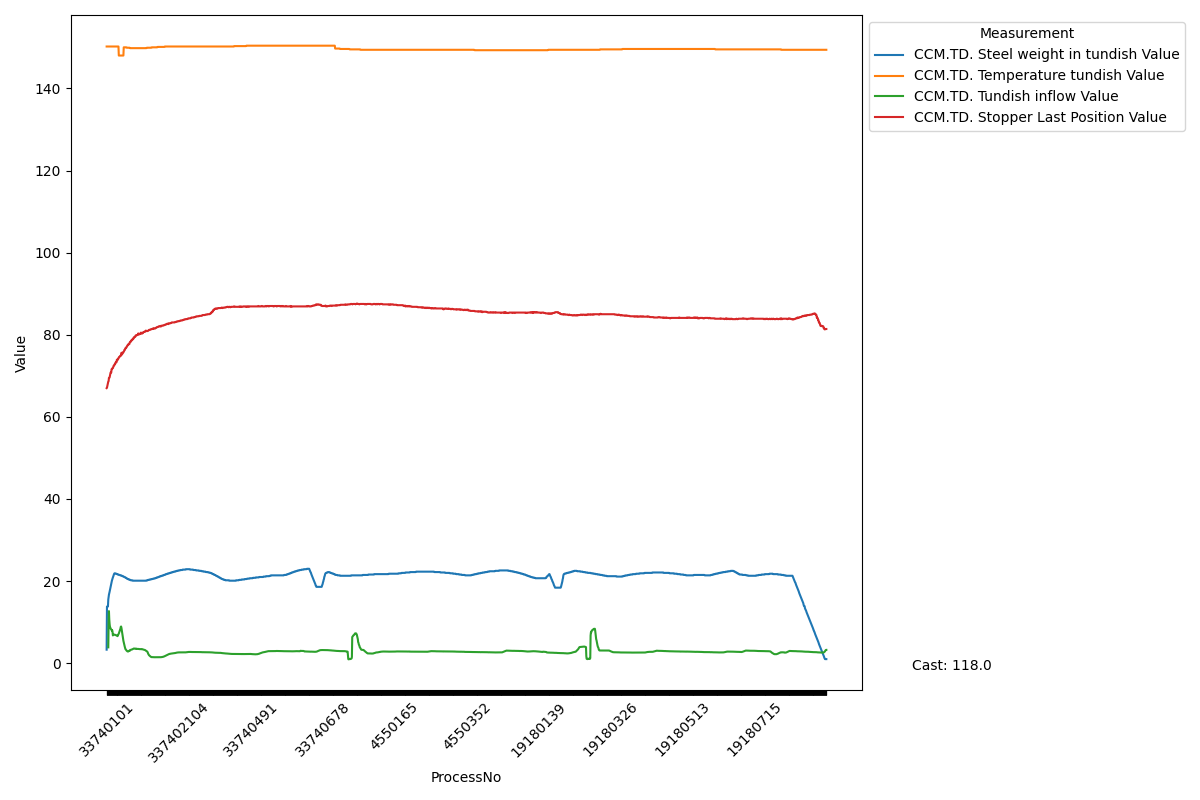 Measurement
CCM.TD. Steel weight in tundish Value
CCM.TD. Temperature tundish Value
CCM.TD. Tundish inflow Value
CCM.TD. Stopper Last Position Value
Value
140
120
100
80
60
40
20
0
Cast: 118.0
33740101
337402104
33740491
33740678
4550165
4550352
19180139
19180326
19180513
19180715
ProcessNo